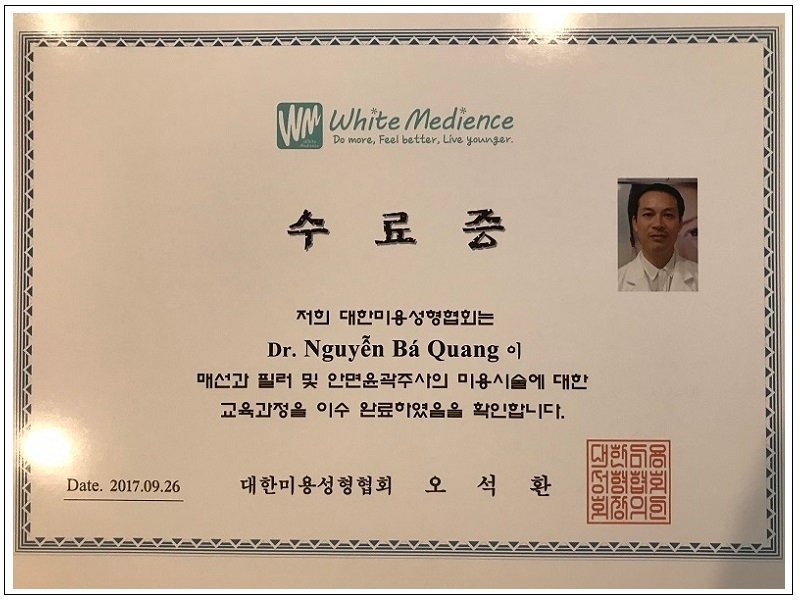 WM
White Medience
White Medience
Do more, Feel better, Live younger.
수 료 증
저희 대한미용성형협회는
Dr. Nguyễn Bá Quang 이
매선과 필러 및 안면윤곽주사의 미용시술에 대한
교육과정을 이수 완료하였음을 확인합니다.
Date. 2017.09.26
대한미용성형협회 오 석 환